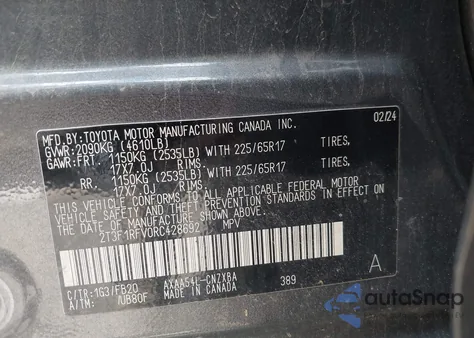 MFD.BY:TOYOTA MOTOR MANUFACTURING CANADA INC. 02/24
GVWR:2090KG (4610LB)
GAWR:FRT. 1150KG (2535LB) WITH 225/65R17 TIRES,
17X7.0J RIMS,
RR. 1150KG (2535LB) WITH 225/65R17 TIRES,
17X7.0J RIMS.
THIS VEHICLE CONFORMS TO ALL APPLICABLE FEDERAL MOTOR
VEHICLE SAFETY AND THEFT PREVENTION STANDARDS IN EFFECT
ON THE DATE OF MANUFACTURE SHOWN ABOVE.
2T3F1RFV0RC428692 MPV
C/TR:1G3/FB20 AXAA54L-CNZXBA 389 A
A/TM: /UB80F MADE IN CANADA
autoSnap